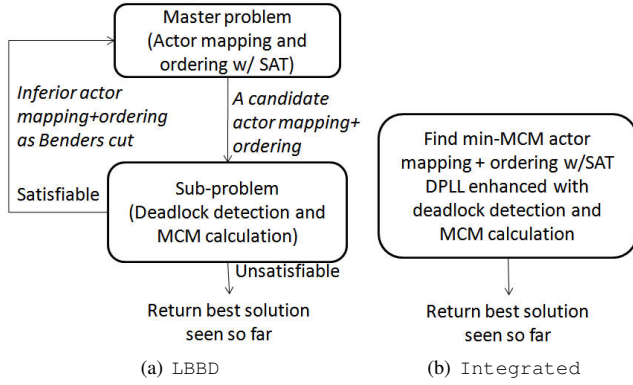 Master problem
(Actor mapping and
ordering w/ SAT)
Inferior actor
mapping+ordering
as Benders cut
A candidate
actor mapping+
ordering
Satisfiable
Sub-problem
(Deadlock detection and
MCM calculation)
Unsatisfiable
Return best solution
seen so far
(a) LBBD
Find min-MCM actor
mapping + ordering w/SAT
DPLL enhanced with
deadlock detection and
MCM calculation
Return best solution
seen so far
(b) Integrated